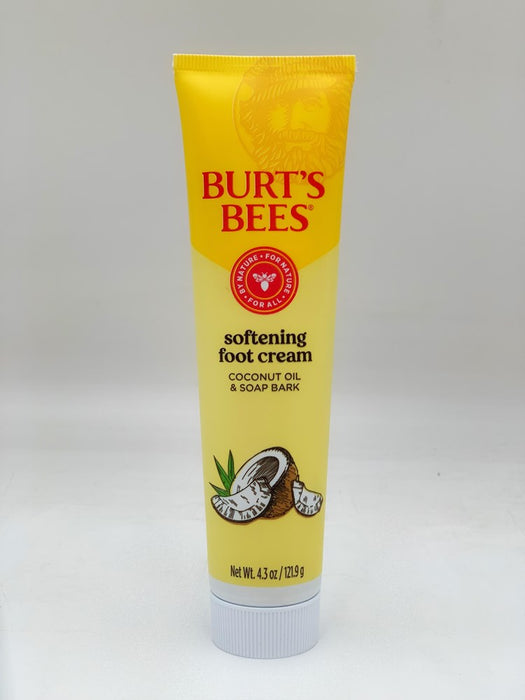 BURT'S
BEES®
BY NATURE • FOR NATURE • FOR ALL •
softening
foot cream
COCONUT OIL
& SOAP BARK
Net Wt. 4.3 oz / 121.9 g